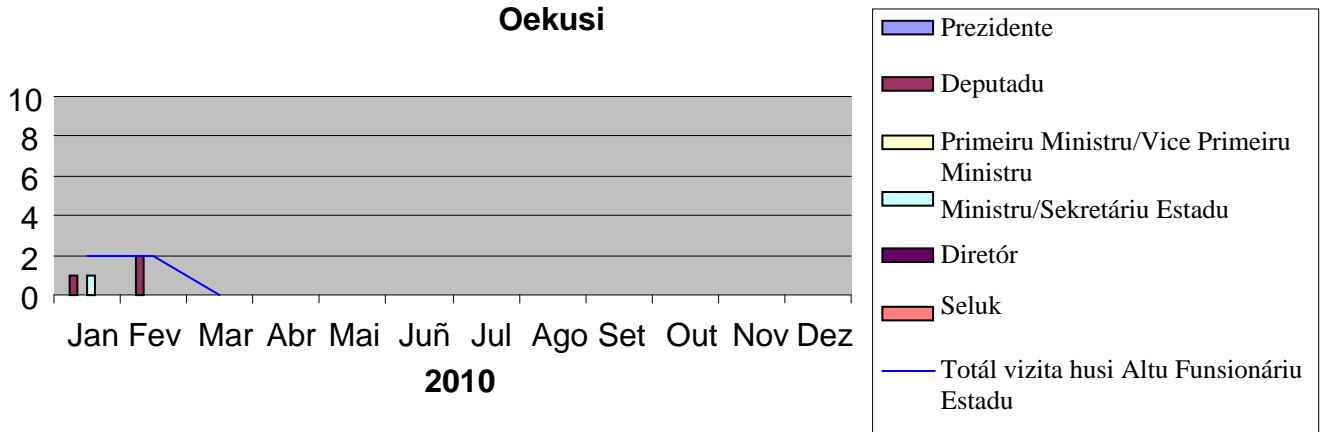 Oekusi
10
8
6
4
2
0
Jan Fev Mar Abr Mai Juñ Jul Ago Set Out Nov Dez
2010
Prezidente
Deputadu
Primeiru Ministru/Vice Primeiru
Ministru
Ministru/Sekretáriu Estadu
Diretór
Seluk
Totál vizita husi Altu Funsionáriu
Estadu